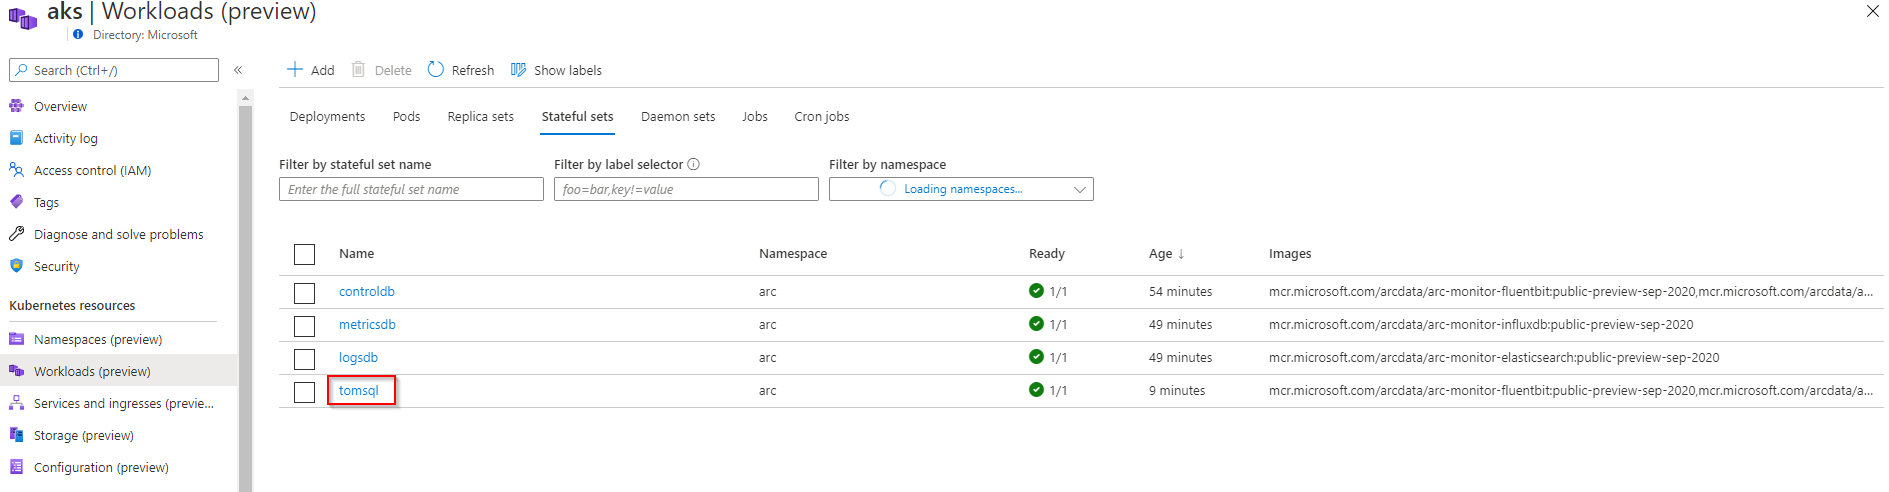 aks | Workloads (preview)
Directory: Microsoft
Search (Ctrl+/)
«
Overview
Activity log
Access control (IAM)
Tags
Diagnose and solve problems
Security
Kubernetes resources
Namespaces (preview)
Workloads (preview)
Services and ingresses (previe...
Storage (preview)
Configuration (preview)
Add Delete Refresh Show labels
Deployments Pods Replica sets Stateful sets Daemon sets Jobs Cron jobs
Filter by stateful set name Filter by label selector Filter by namespace
Enter the full stateful set name foo=bar,key!=value Loading namespaces...
Name Namespace Ready Age ↓ Images
controldb arc 1/1 54 minutes mcr.microsoft.com/arcdata/arc-monitor-fluentbit:public-preview-sep-2020,mcr.microsoft.com/arcdata/a...
metricsdb arc 1/1 49 minutes mcr.microsoft.com/arcdata/arc-monitor-influxdb:public-preview-sep-2020
logsdb arc 1/1 49 minutes mcr.microsoft.com/arcdata/arc-monitor-elasticsearch:public-preview-sep-2020
tomsql arc 1/1 9 minutes mcr.microsoft.com/arcdata/arc-monitor-fluentbit:public-preview-sep-2020,mcr.microsoft.com/arcdata/a...